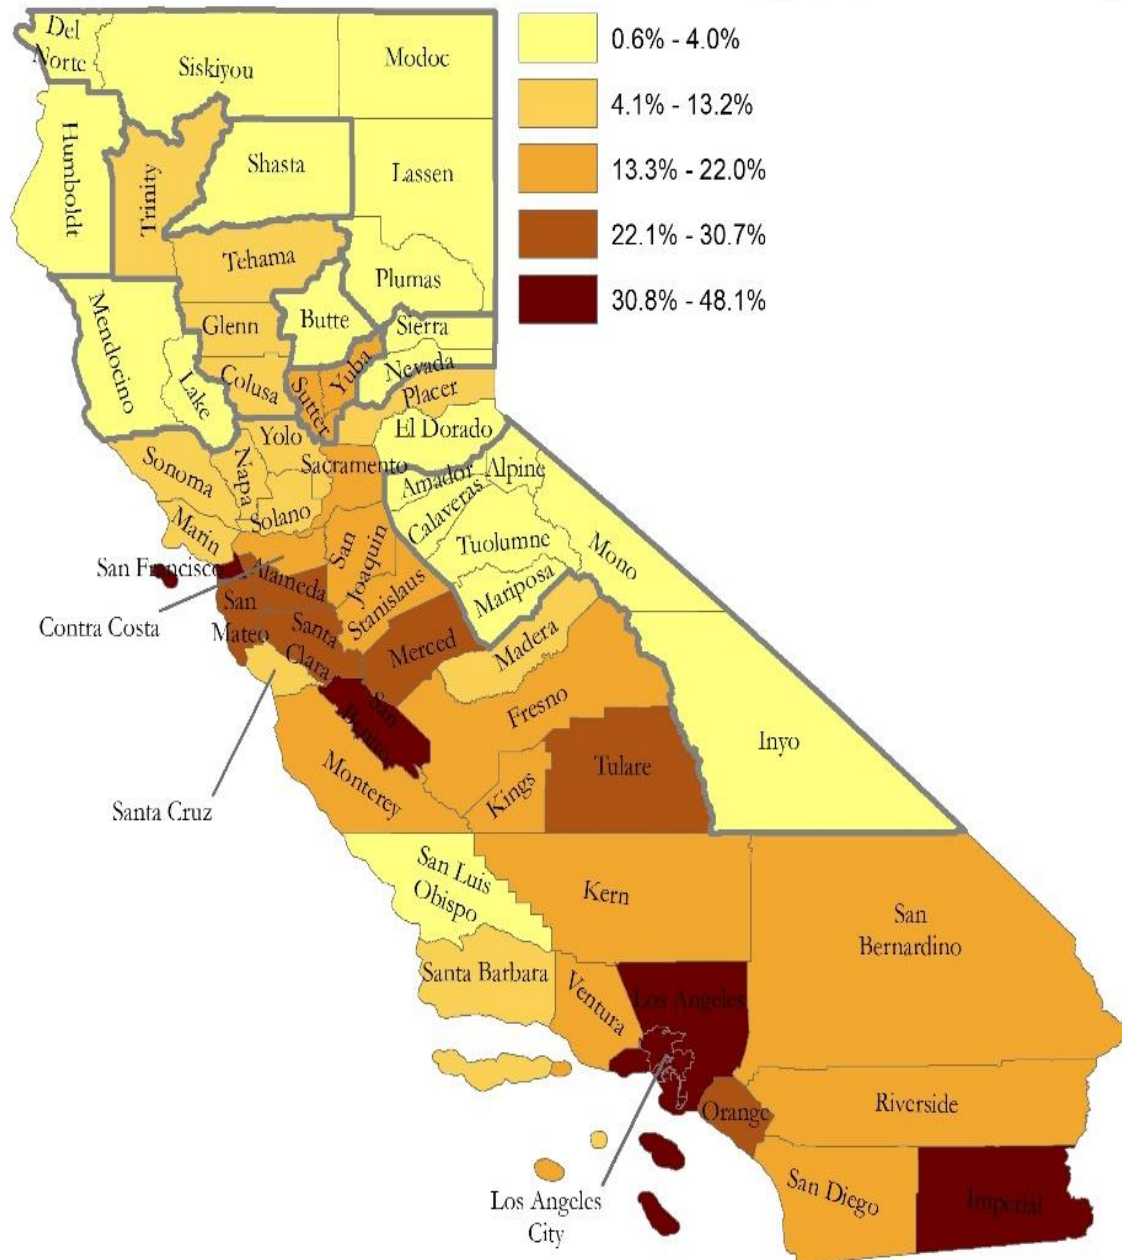 Del
Norte
Siskiyou
Modoc
0.6% - 4.0%
4.1% - 13.2%
13.3% - 22.0%
22.1% - 30.7%
30.8% - 48.1%
Humboldt
Trinity
Shasta
Lassen
Tehama
Plumas
Mendocino
Glenn
Butte
Sierra
Lake
Colusa
Sutter
Yuba
Nevada
Placer
El Dorado
Yolo
Sonoma
Napa
Sacramento
Amador
Alpine
Solano
Calaveras
Marin
Tuolumne
Mono
San Francisco
Alameda
San
Joaquin
Contra Costa
Stanislaus
Mariposa
San
Mateo
Santa
Clara
Merced
Madera
San
Benito
Fresno
Inyo
Santa Cruz
Monterey
Kings
Tulare
San Luis
Obispo
Kern
San
Bernardino
Santa Barbara
Ventura
Los Angeles
Orange
Riverside
Los Angeles
City
San Diego
Imperial